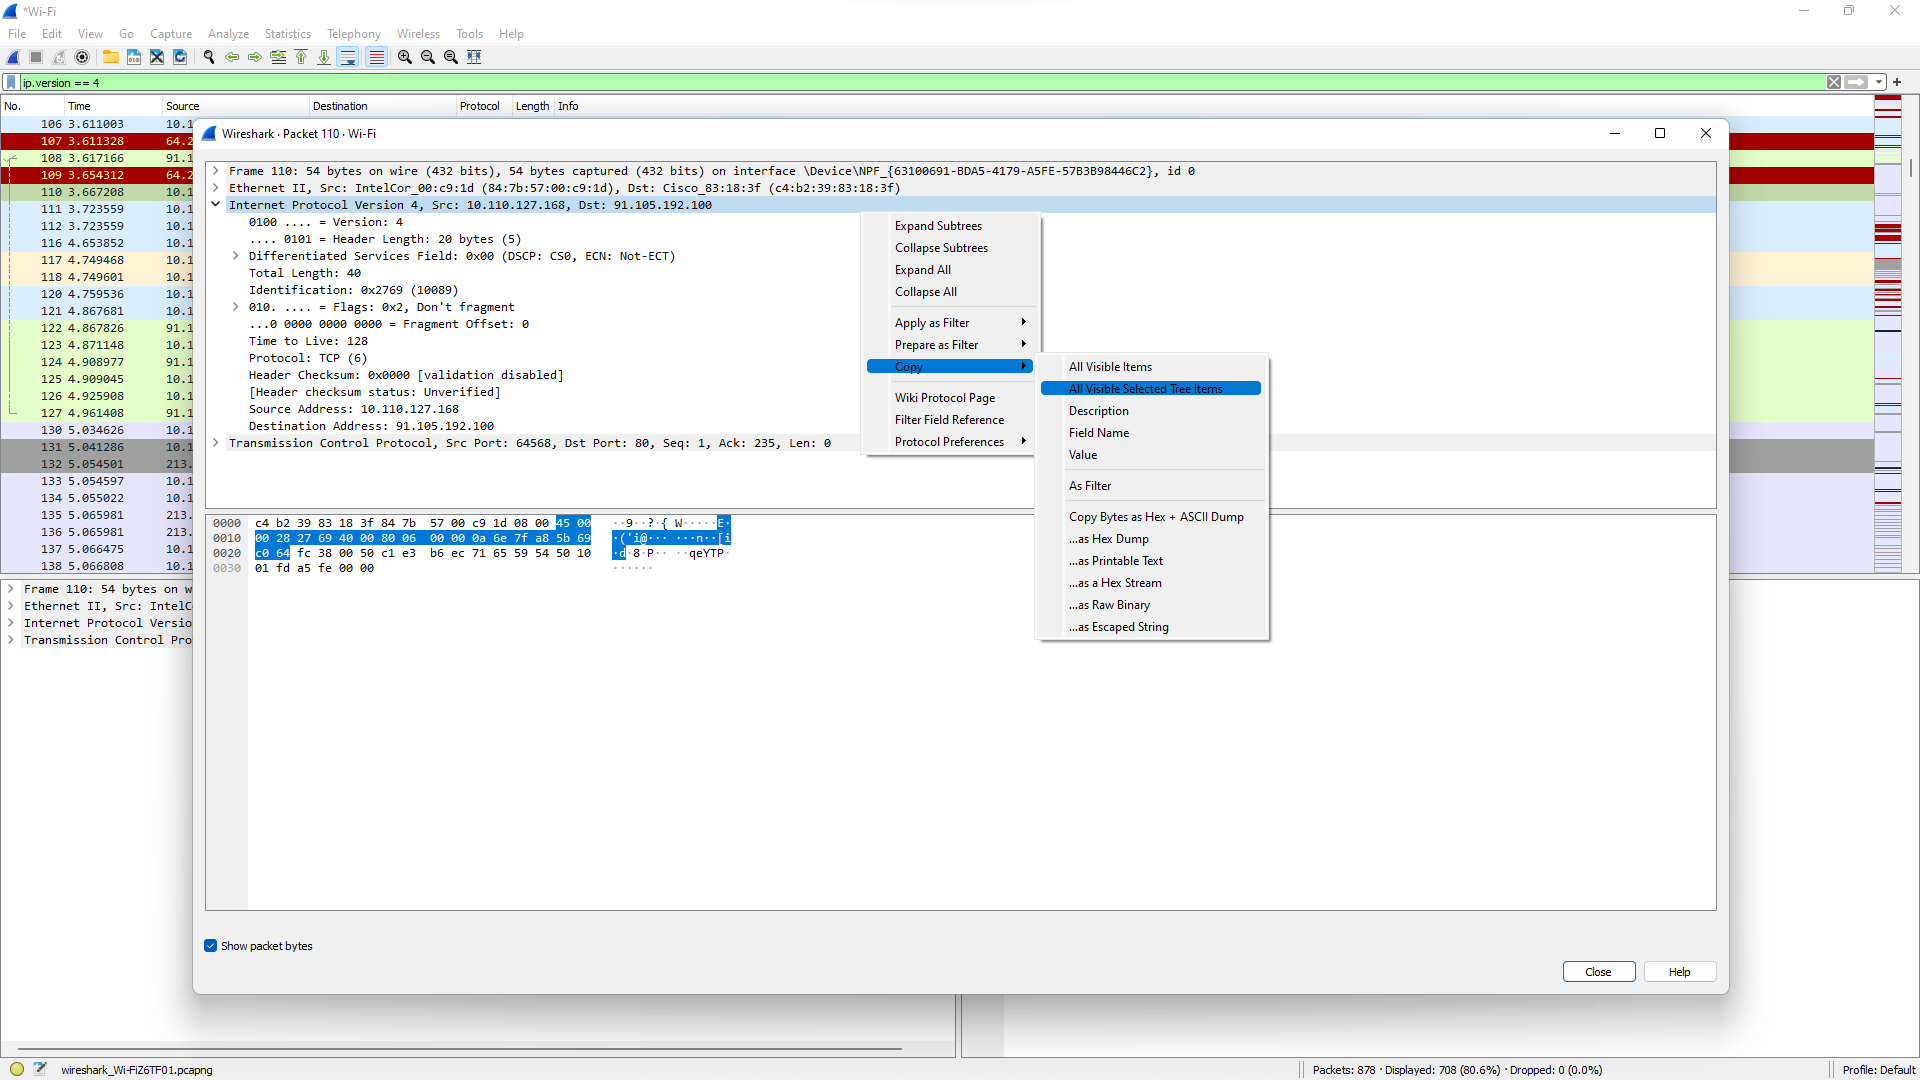 *Wi-Fi
File Edit View Go Capture Analyze Statistics Telephony Wireless Tools Help
ip.version == 4
No. Time Source Destination Protocol Length Info
106 3.611003 10.1
107 3.611328 64.2
108 3.617166 91.1
109 3.654312 64.2
110 3.667208 10.1
111 3.723559 10.1
112 3.723559 10.1
116 4.653852 10.1
117 4.749468 10.1
118 4.749601 10.1
120 4.759536 10.1
121 4.867681 10.1
122 4.867826 91.1
123 4.871148 10.1
124 4.908977 91.1
125 4.909045 10.1
126 4.925908 10.1
127 4.961408 91.1
130 5.034626 10.1
131 5.041286 10.1
132 5.054501 213.
133 5.054597 10.1
134 5.055022 10.1
135 5.065981 213.
136 5.065981 213.
137 5.066475 10.1
138 5.066808 10.1
Frame 110: 54 bytes on w
Ethernet II, Src: IntelC
Internet Protocol Versio
Transmission Control Pro
Wireshark · Packet 110 · Wi-Fi
Frame 110: 54 bytes on wire (432 bits), 54 bytes captured (432 bits) on interface \Device\NPF_{63100691-BDA5-4179-A5FE-57B3B98446C2}, id 0
Ethernet II, Src: IntelCor_00:c9:1d (84:7b:57:00:c9:1d), Dst: Cisco_83:18:3f (c4:b2:39:83:18:3f)
Internet Protocol Version 4, Src: 10.110.127.168, Dst: 91.105.192.100
0100 .... = Version: 4
.... 0101 = Header Length: 20 bytes (5)
Differentiated Services Field: 0x00 (DSCP: CS0, ECN: Not-ECT)
Total Length: 40
Identification: 0x2769 (10089)
010. .... = Flags: 0x2, Don't fragment
...0 0000 0000 0000 = Fragment Offset: 0
Time to Live: 128
Protocol: TCP (6)
Header Checksum: 0x0000 [validation disabled]
[Header checksum status: Unverified]
Source Address: 10.110.127.168
Destination Address: 91.105.192.100
Transmission Control Protocol, Src Port: 64568, Dst Port: 80, Seq: 1, Ack: 235, Len: 0
Expand Subtrees
Collapse Subtrees
Expand All
Collapse All
Apply as Filter
Prepare as Filter
Copy
Wiki Protocol Page
Filter Field Reference
Protocol Preferences
All Visible Items
All Visible Selected Tree Items
Description
Field Name
Value
As Filter
Copy Bytes as Hex + ASCII Dump
...as Hex Dump
...as Printable Text
...as a Hex Stream
...as Raw Binary
...as Escaped String
0000 c4 b2 39 83 18 3f 84 7b 57 00 c9 1d 08 00 45 00 ··9··?·{ W·····E·
0010 00 28 27 69 40 00 80 06 00 00 0a 6e 7f a8 5b 69 ·('i@··· ···n··[i
0020 c0 64 fc 38 00 50 c1 e3 b6 ec 71 65 59 54 50 10 ·d·8·P·· ··qeYTP·
0030 01 fd a5 fe 00 00 ······
Show packet bytes
Close Help
wireshark_Wi-FiZ6TF01.pcapng
Packets: 878 · Displayed: 708 (80.6%) · Dropped: 0 (0.0%)
Profile: Default